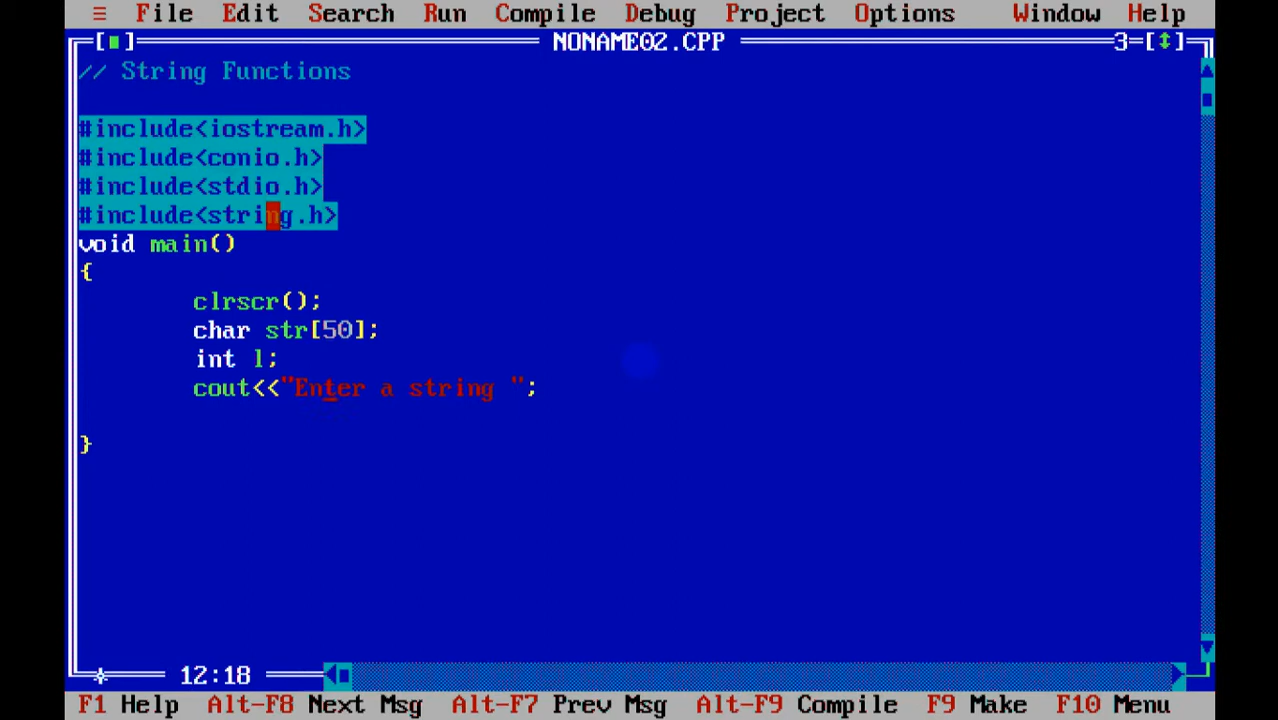 ≡ File Edit Search Run Compile Debug Project Options Window Help
[■] NONAME02.CPP 3=[↕]
// String Functions
#include<iostream.h>
#include<conio.h>
#include<stdio.h>
#include<string.h>
void main()
{
clrscr();
char str[50];
int l;
cout<<"Enter a string ";
}
12:18
F1 Help Alt-F8 Next Msg Alt-F7 Prev Msg Alt-F9 Compile F9 Make F10 Menu